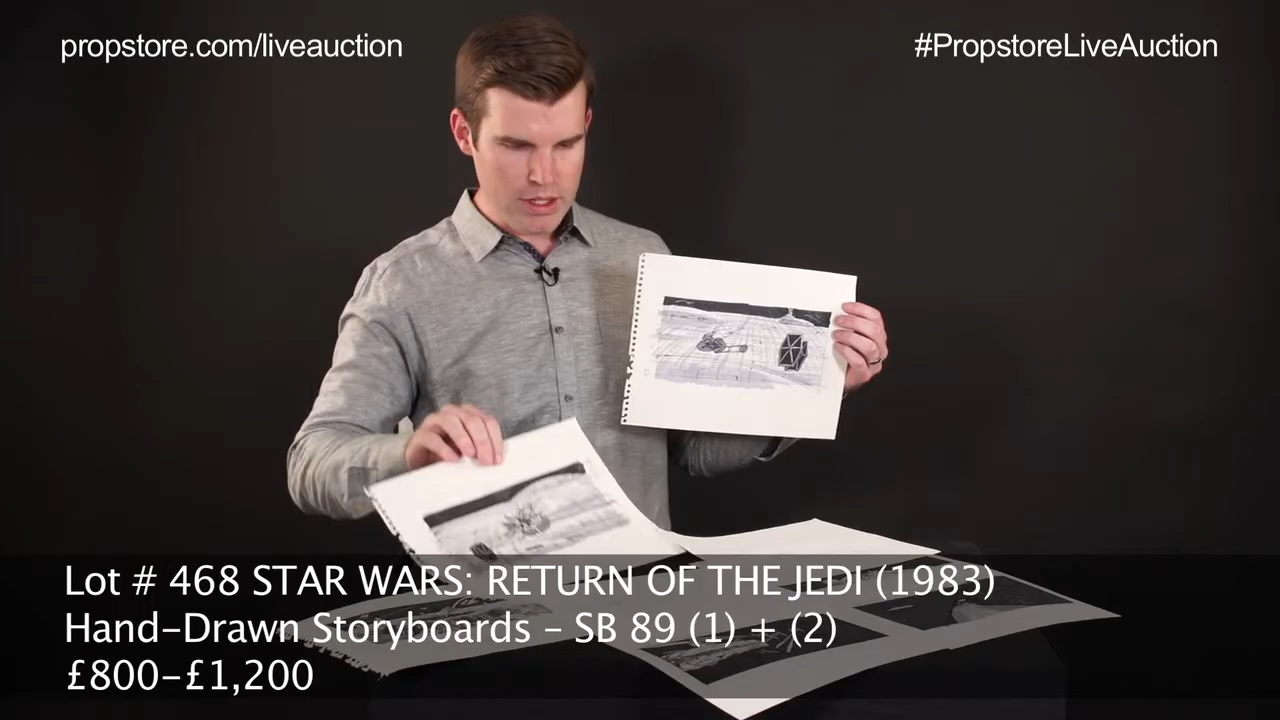 propstore.com/liveauction
#PropstoreLiveAuction
Lot # 468 STAR WARS: RETURN OF THE JEDI (1983)
Hand-Drawn Storyboards - SB 89 (1) + (2)
£800-£1,200